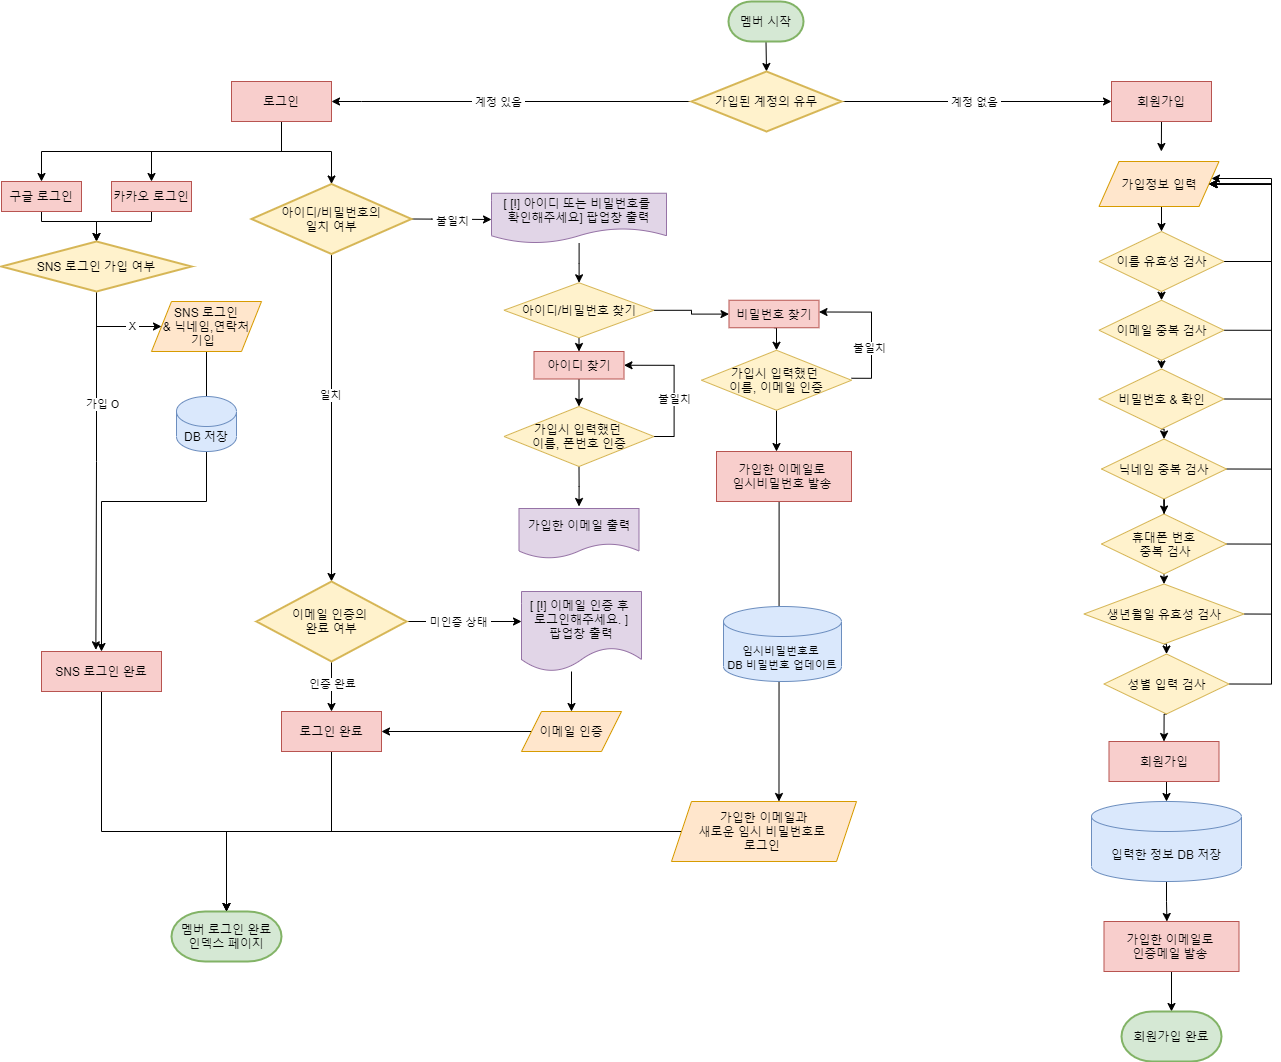 멤버 시작
가입된 계정의 유무
계정 있음
계정 없음
로그인
회원가입
구글 로그인
카카오 로그인
SNS 로그인 가입 여부
X
SNS 로그인
& 닉네임,연락처
기입
가입 O
DB 저장
SNS 로그인 완료
아이디/비밀번호의
일치 여부
불일치
[ [!] 아이디 또는 비밀번호를
확인해주세요] 팝업창 출력
아이디/비밀번호 찾기
비밀번호 찾기
불일치
아이디 찾기
불일치
가입시 입력했던
이름, 이메일 인증
가입시 입력했던
이름, 폰번호 인증
일치
가입한 이메일로
임시비밀번호 발송
가입한 이메일 출력
이메일 인증의
완료 여부
미인증 상태
[ [!] 이메일 인증 후
로그인해주세요. ]
팝업창 출력
임시비밀번호로
DB 비밀번호 업데이트
인증 완료
로그인 완료
이메일 인증
가입한 이메일과
새로운 임시 비밀번호로
로그인
멤버 로그인 완료
인덱스 페이지
가입정보 입력
이름 유효성 검사
이메일 중복 검사
비밀번호 & 확인
닉네임 중복 검사
휴대폰 번호
중복 검사
생년월일 유효성 검사
성별 입력 검사
회원가입
입력한 정보 DB 저장
가입한 이메일로
인증메일 발송
회원가입 완료